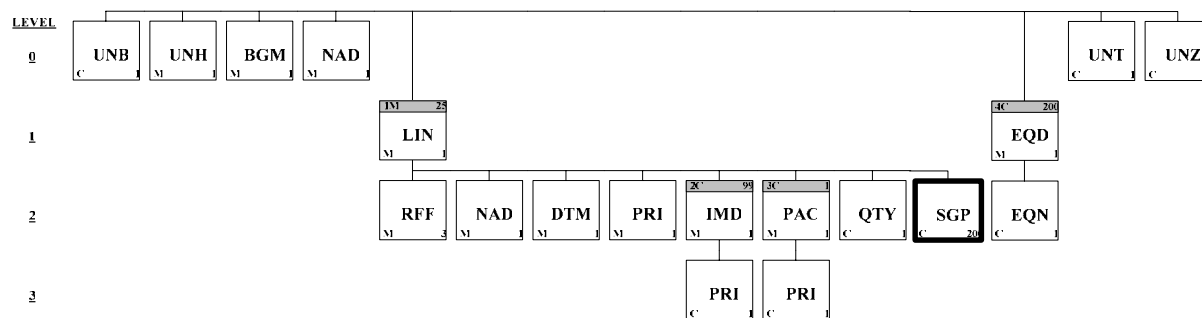 LEVEL
0 UNB UNH BGM NAD UNT UNZ
C 1 M 1 M 1 M 1 C 1 C 1
1M 25 4C 200
1 LIN EQD
M 1 M 1
2C 99 3C 1
2 RFF NAD DTM PRI IMD PAC QTY SGP EQN
M 3 M 1 M 1 M 1 M 1 M 1 C 1 C 200 C 1
3 PRI PRI
C 1 C 1